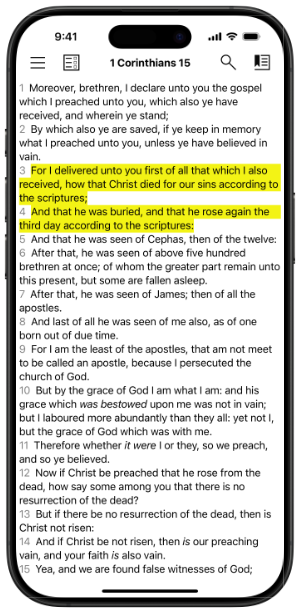 9:41
1 Corinthians 15
1 Moreover, brethren, I declare unto you the gospel
which I preached unto you, which also ye have
received, and wherein ye stand;
2 By which also ye are saved, if ye keep in memory
what I preached unto you, unless ye have believed in
vain.
3 For I delivered unto you first of all that which I also
received, how that Christ died for our sins according to
the scriptures;
4 And that he was buried, and that he rose again the
third day according to the scriptures:
5 And that he was seen of Cephas, then of the twelve:
6 After that, he was seen of above five hundred
brethren at once; of whom the greater part remain unto
this present, but some are fallen asleep.
7 After that, he was seen of James; then of all the
apostles.
8 And last of all he was seen of me also, as of one
born out of due time.
9 For I am the least of the apostles, that am not meet
to be called an apostle, because I persecuted the
church of God.
10 But by the grace of God I am what I am: and his
grace which was bestowed upon me was not in vain;
but I laboured more abundantly than they all: yet not I,
but the grace of God which was with me.
11 Therefore whether it were I or they, so we preach,
and so ye believed.
12 Now if Christ be preached that he rose from the
dead, how say some among you that there is no
resurrection of the dead?
13 But if there be no resurrection of the dead, then is
Christ not risen:
14 And if Christ be not risen, then is our preaching
vain, and your faith is also vain.
15 Yea, and we are found false witnesses of God;